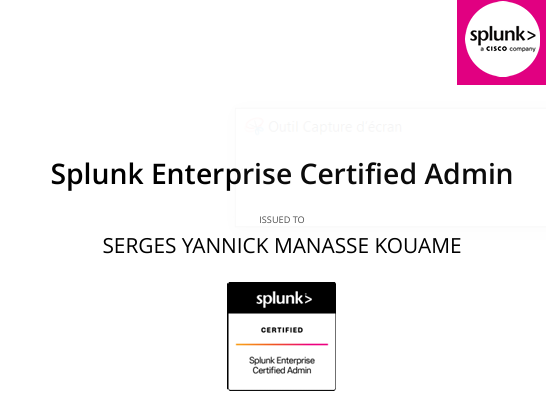 splunk>
a CISCO company
Outil Capture d'écran
Splunk Enterprise Certified Admin
ISSUED TO
SERGES YANNICK MANASSE KOUAME
splunk>
CERTIFIED
Splunk Enterprise
Certified Admin